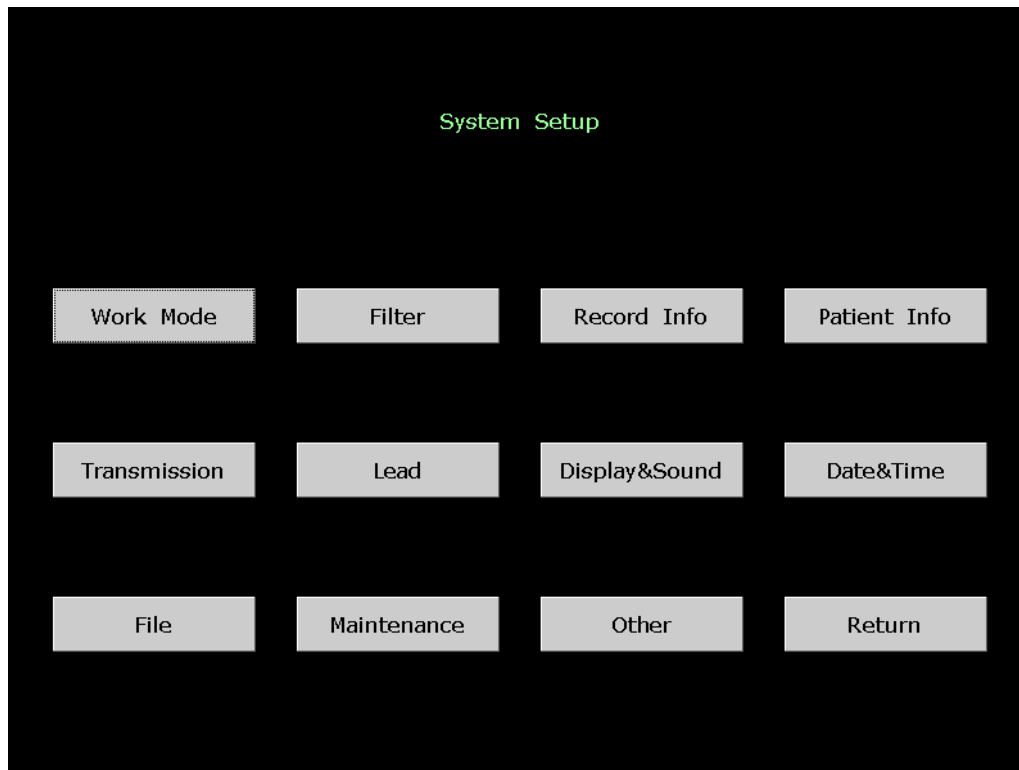 System Setup
Work Mode
Filter
Record Info
Patient Info
Transmission
Lead
Display&Sound
Date&Time
File
Maintenance
Other
Return